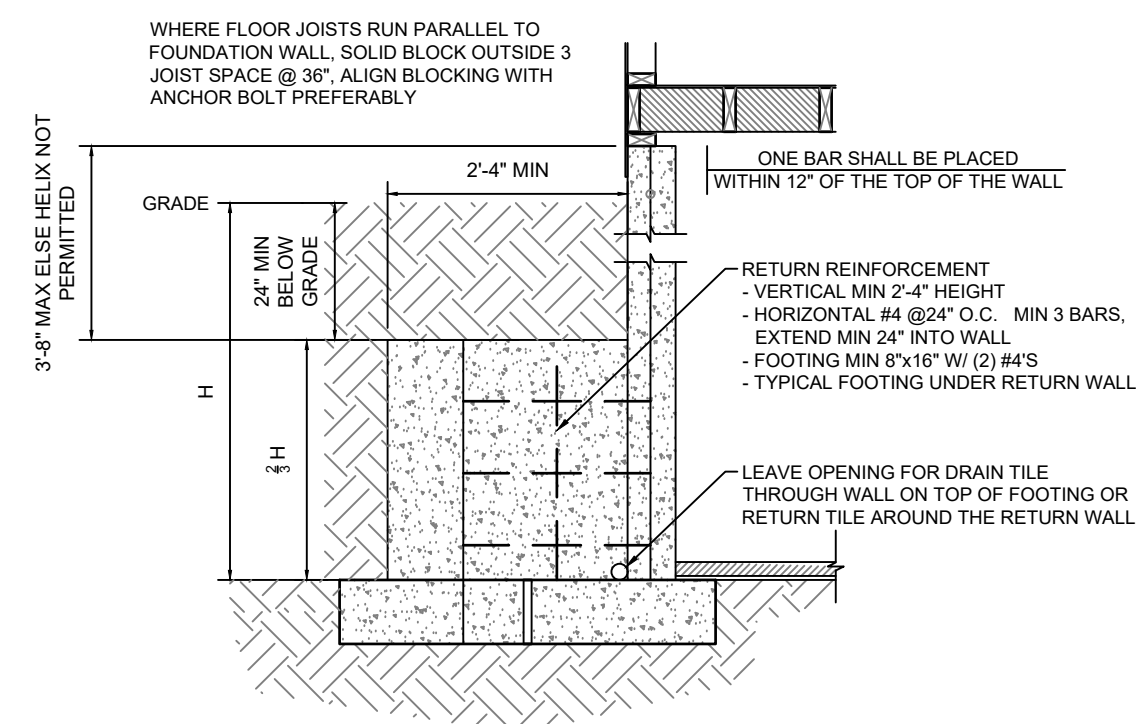 WHERE FLOOR JOISTS RUN PARALLEL TO
FOUNDATION WALL, SOLID BLOCK OUTSIDE 3
JOIST SPACE @ 36", ALIGN BLOCKING WITH
ANCHOR BOLT PREFERABLY
3'-8" MAX ELSE HELIX NOT
PERMITTED
2'-4" MIN
ONE BAR SHALL BE PLACED
WITHIN 12" OF THE TOP OF THE WALL
GRADE
24" MIN
BELOW
GRADE
H
2/3 H
RETURN REINFORCEMENT
- VERTICAL MIN 2'-4" HEIGHT
- HORIZONTAL #4 @24" O.C. MIN 3 BARS,
EXTEND MIN 24" INTO WALL
- FOOTING MIN 8"x16" W/ (2) #4'S
- TYPICAL FOOTING UNDER RETURN WALL
LEAVE OPENING FOR DRAIN TILE
THROUGH WALL ON TOP OF FOOTING OR
RETURN TILE AROUND THE RETURN WALL